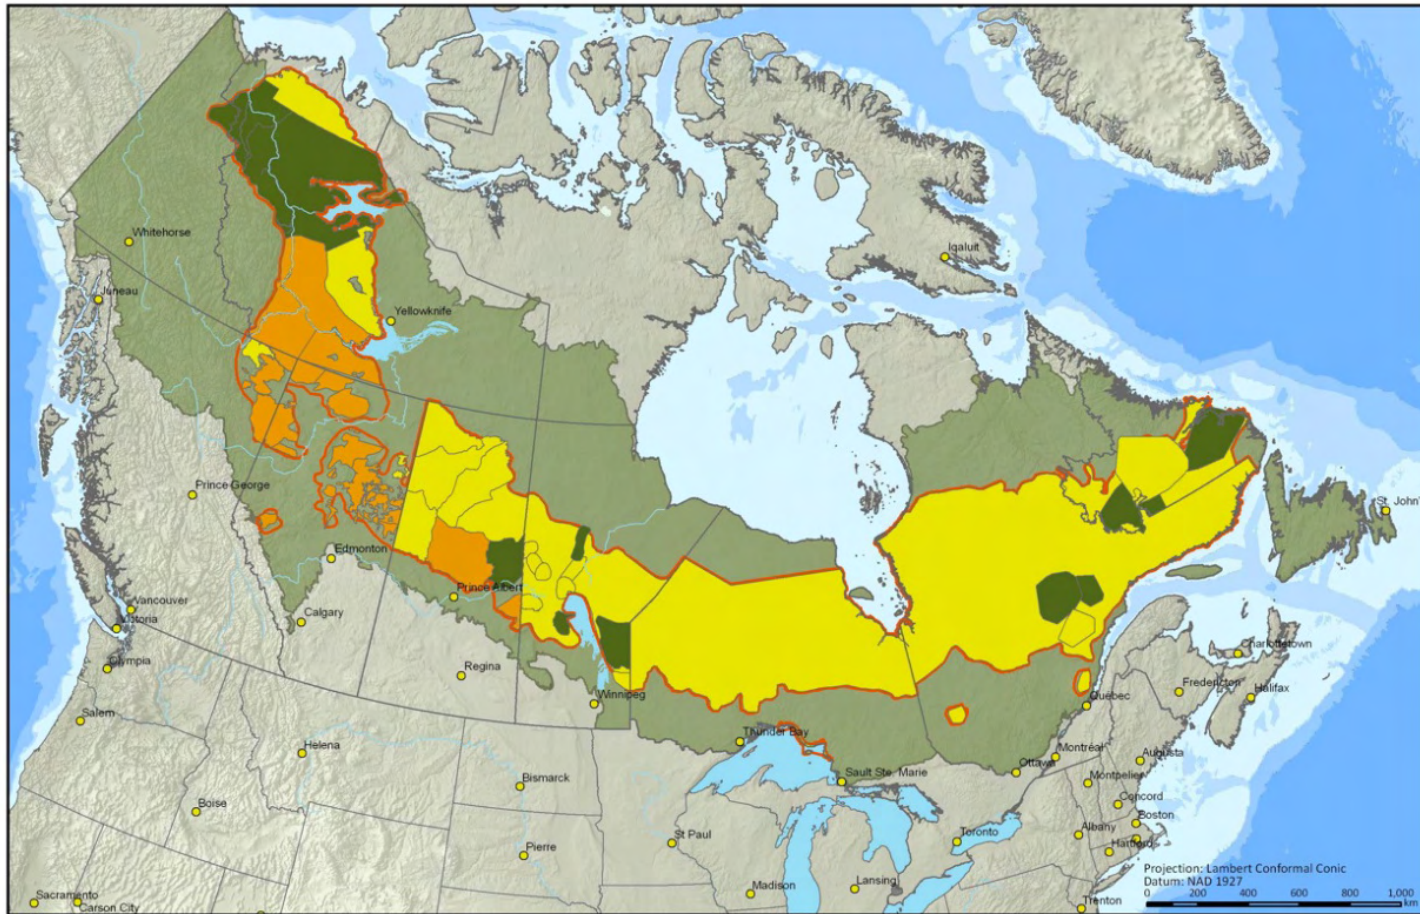 Iqaluit
Whitehorse
Juneau
Yellowknife
Prince George
St. John'
Edmonton
Prince Albert
Vancouver
Calgary
Victoria
Charlottetown
Olympia
Regina
Fredericton
Halifax
Winnipeg
Québec
Salem
Thunder Bay
Helena
Montréal
Augusta
Ottawa
Bismarck
Sault Ste. Marie
Montpelier
Concord
Boise
Boston
St Paul
Toronto
Albany
Pierre
Hartford
Projection: Lambert Conformal Conic
Datum: NAD 1927
Madison
Lansing
0 200 400 600 800 1,000
km
Sacramento
Carson City
Trenton